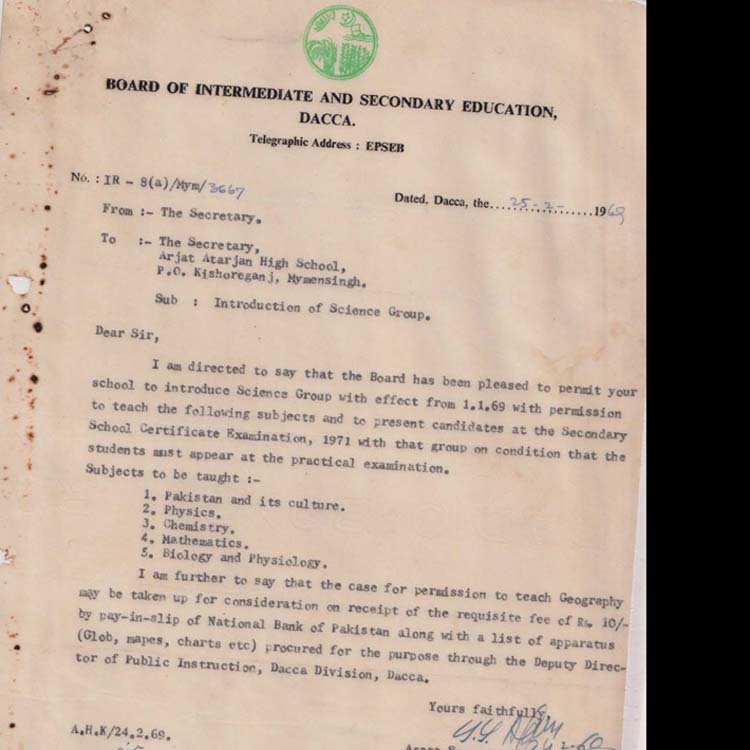 BOARD OF INTERMEDIATE AND SECONDARY EDUCATION,
DACCA.
Telegraphic Address : EPSEB
No. : IR - 8(a)/Mym/3667
Dated. Dacca, the....25-2-....1969
From :- The Secretary.
To :- The Secretary,
Arjat Atarjan High School,
P.O. Kishoreganj, Mymensingh.
Sub : Introduction of Science Group.
Dear Sir,
I am directed to say that the Board has been pleased to permit your
school to introduce Science Group with effect from 1.1.69 with permission
to teach the following subjects and to present candidates at the Secondary
School Certificate Examination, 1971 with that group on condition that the
students must appear at the practical examination.
Subjects to be taught :-
1. Pakistan and its culture.
2. Physics.
3. Chemistry.
4. Mathematics.
5. Biology and Physiology.
I am further to say that the case for permission to teach Geography
may be taken up for consideration on receipt of the requisite fee of Rs. 10/-
by pay-in-slip of National Bank of Pakistan along with a list of apparatus
(Glob, mapes, charts etc) procured for the purpose through the Deputy Direc-
tor of Public Instruction, Dacca Division, Dacca.
Yours faithfully
A.H.K/24.2.69.